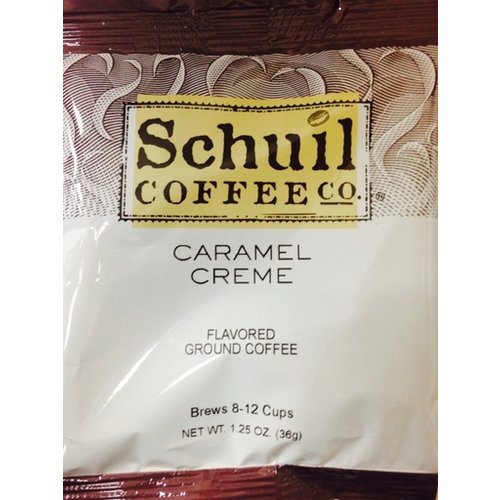 Schuil
COFFEE CO.®
CARAMEL
CREME
FLAVORED
GROUND COFFEE
Brews 8-12 Cups
NET WT. 1.25 OZ. (36g)